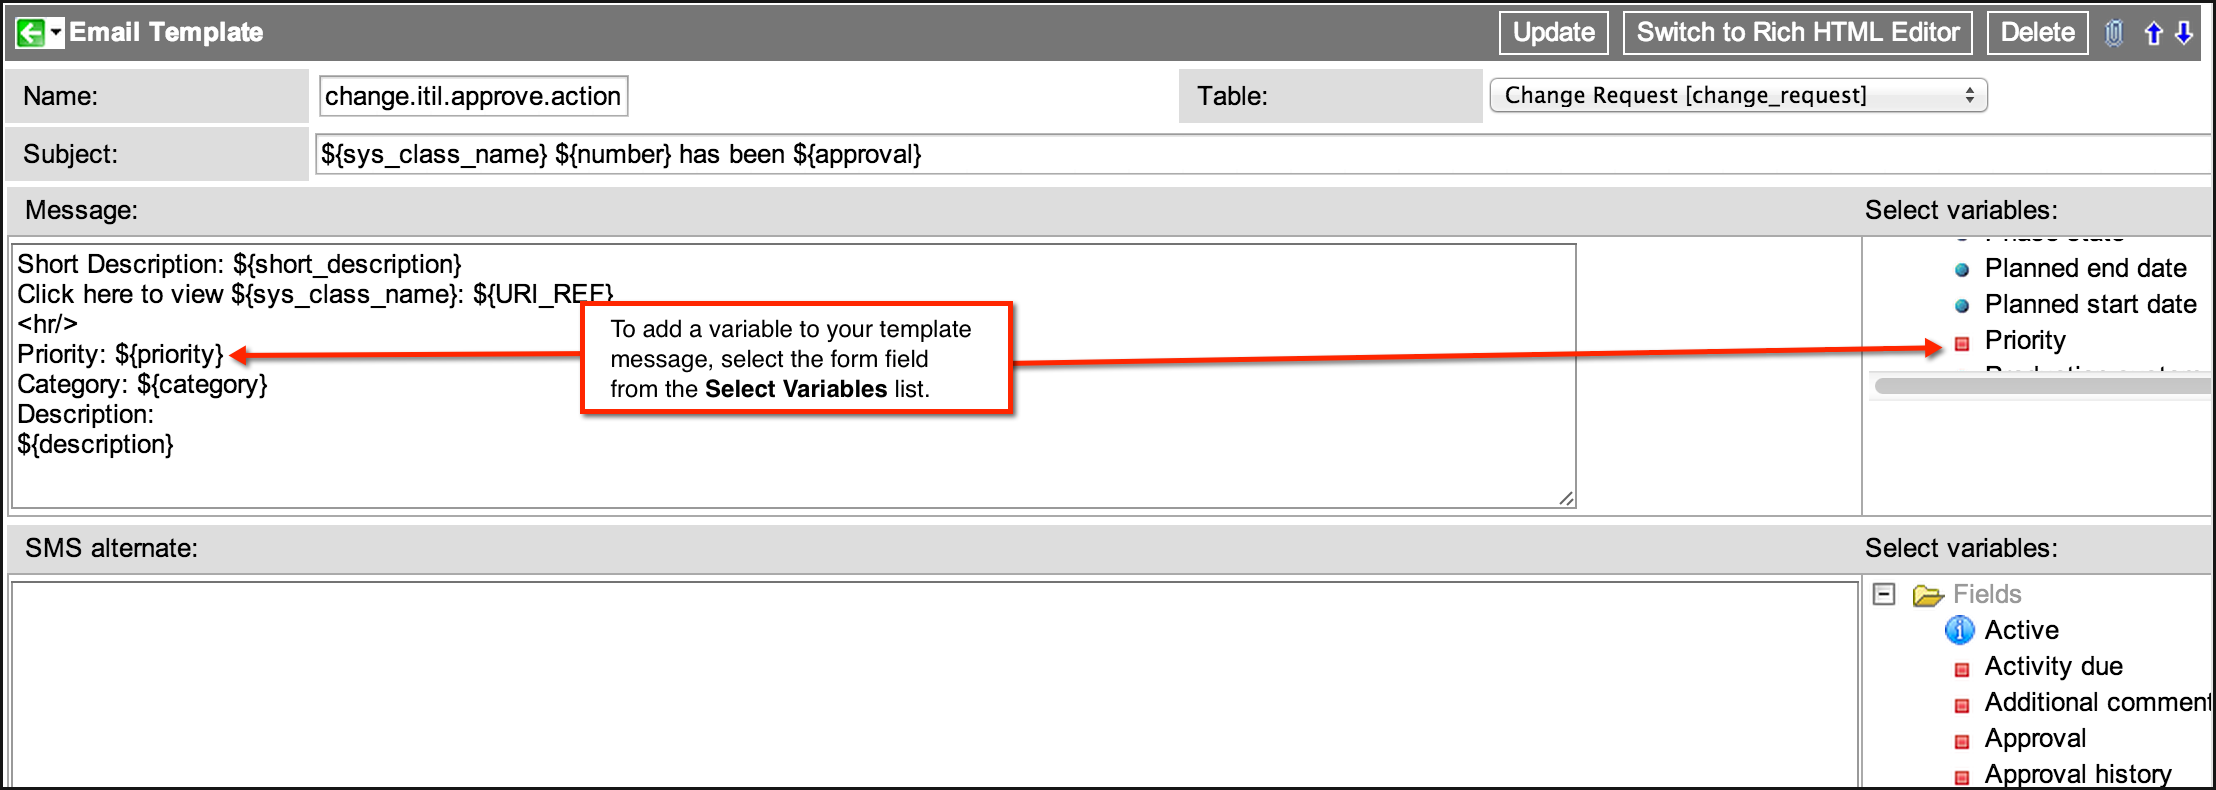 Email Template
Update
Switch to Rich HTML Editor
Delete
Name:
change.itil.approve.action
Table:
Change Request [change_request]
Subject:
${sys_class_name} ${number} has been ${approval}
Message:
Select variables:
Short Description: ${short_description}
Click here to view ${sys_class_name}: ${URI_REF}
<hr/>
Priority: ${priority}
Category: ${category}
Description:
${description}
To add a variable to your template
message, select the form field
from the Select Variables list.
Phase state
Planned end date
Planned start date
Priority
SMS alternate:
Select variables:
Fields
Active
Activity due
Additional comment
Approval
Approval history